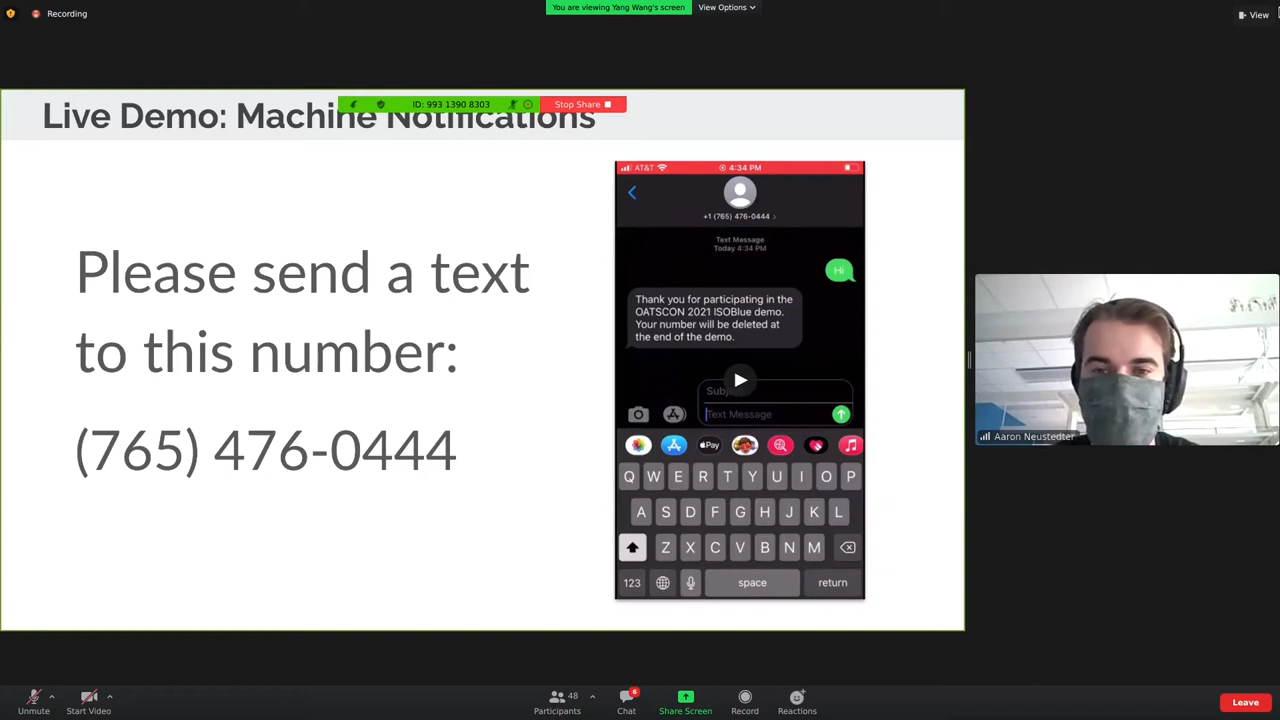 Recording
You are viewing Yang Wang's screen
View Options
View
Live Demo: Machine Notifications
ID: 993 1390 8303
Stop Share
Please send a text
to this number:
(765) 476-0444
AT&T
4:34 PM
+1 (765) 476-0444
Text Message
Today 4:34 PM
Hi
Thank you for participating in the
OATSCON 2021 ISOBlue demo.
Your number will be deleted at
the end of the demo.
Text Message
Pay
Q W E R T Y U I O P
A S D F G H J K L
Z X C V B N M
123
space
return
Aaron Neustedter
Unmute
Start Video
48
Participants
6
Chat
Share Screen
Record
Reactions
Leave